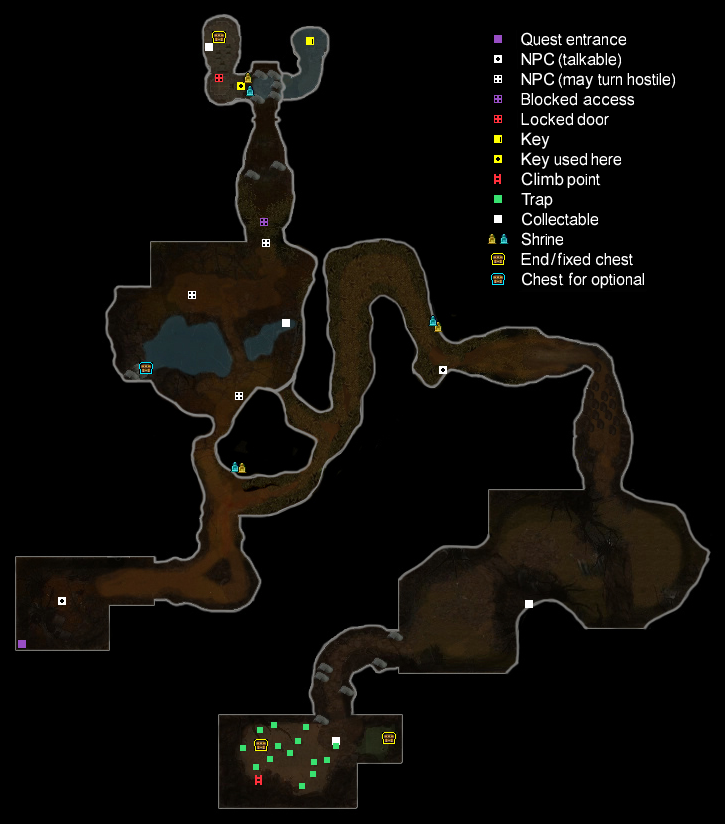 Quest entrance
NPC (talkable)
NPC (may turn hostile)
Blocked access
Locked door
Key
Key used here
Climb point
Trap
Collectable
Shrine
End/fixed chest
Chest for optional